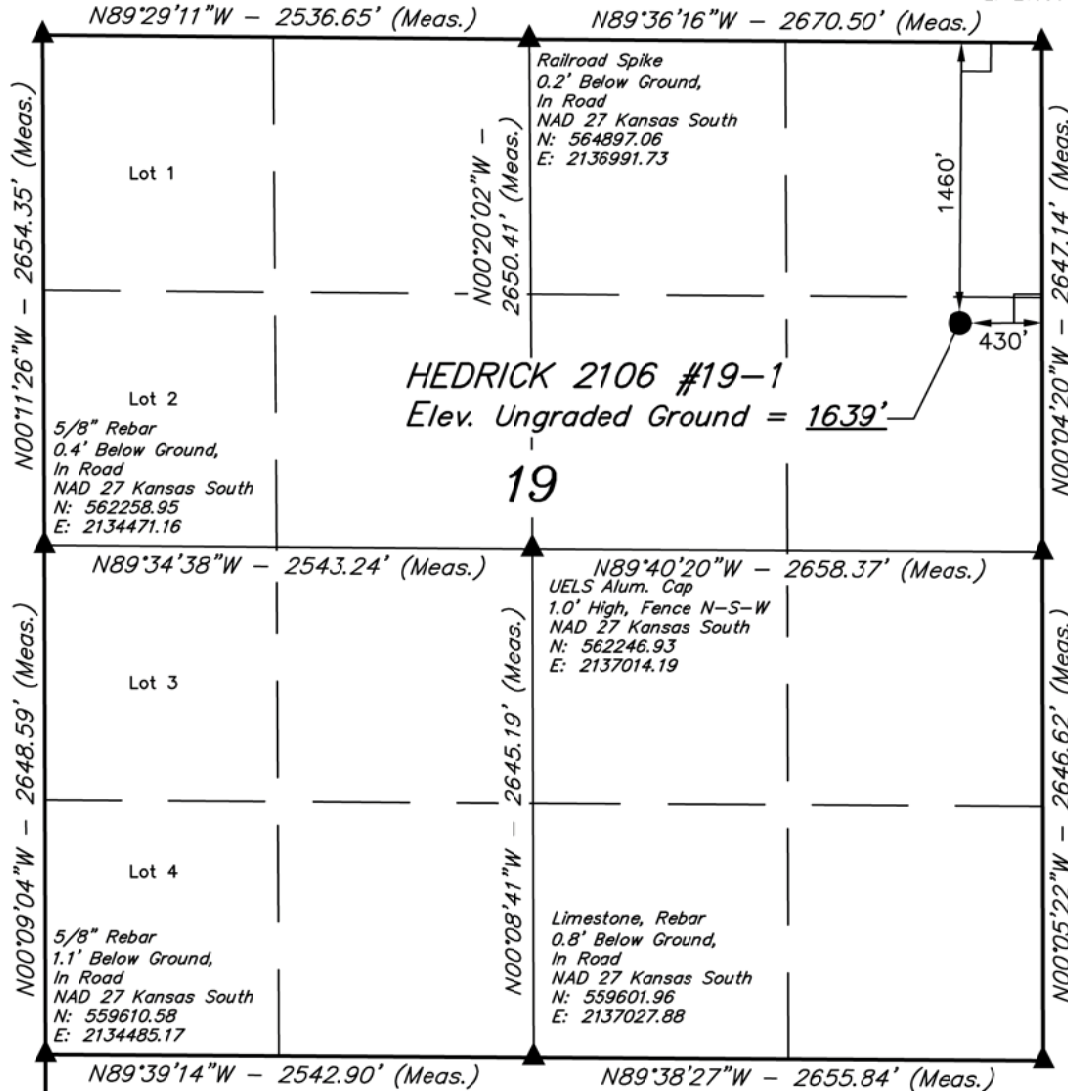 N89°29'11"W - 2536.65' (Meas.)
N89°36'16"W - 2670.50' (Meas.)
N00°11'26"W - 2654.35' (Meas.)
Lot 1
N00°20'02"W -
2650.41' (Meas.)
Railroad Spike
0.2' Below Ground,
In Road
NAD 27 Kansas South
N: 564897.06
E: 2136991.73
1460'
430'
N00°04'20"W - 2647.14' (Meas.)
HEDRICK 2106 #19-1
Elev. Ungraded Ground = 1639'
Lot 2
5/8" Rebar
0.4' Below Ground,
In Road
NAD 27 Kansas South
N: 562258.95
E: 2134471.16
19
N89°34'38"W - 2543.24' (Meas.)
N89°40'20"W - 2658.37' (Meas.)
UELS Alum. Cap
1.0' High, Fence N-S-W
NAD 27 Kansas South
N: 562246.93
E: 2137014.19
N00°09'04"W - 2648.59' (Meas.)
Lot 3
N00°08'41"W - 2645.19' (Meas.)
N00°05'22"W - 2646.62' (Meas.)
Lot 4
5/8" Rebar
1.1' Below Ground,
In Road
NAD 27 Kansas South
N: 559610.58
E: 2134485.17
Limestone, Rebar
0.8' Below Ground,
In Road
NAD 27 Kansas South
N: 559601.96
E: 2137027.88
N89°39'14"W - 2542.90' (Meas.)
N89°38'27"W - 2655.84' (Meas.)